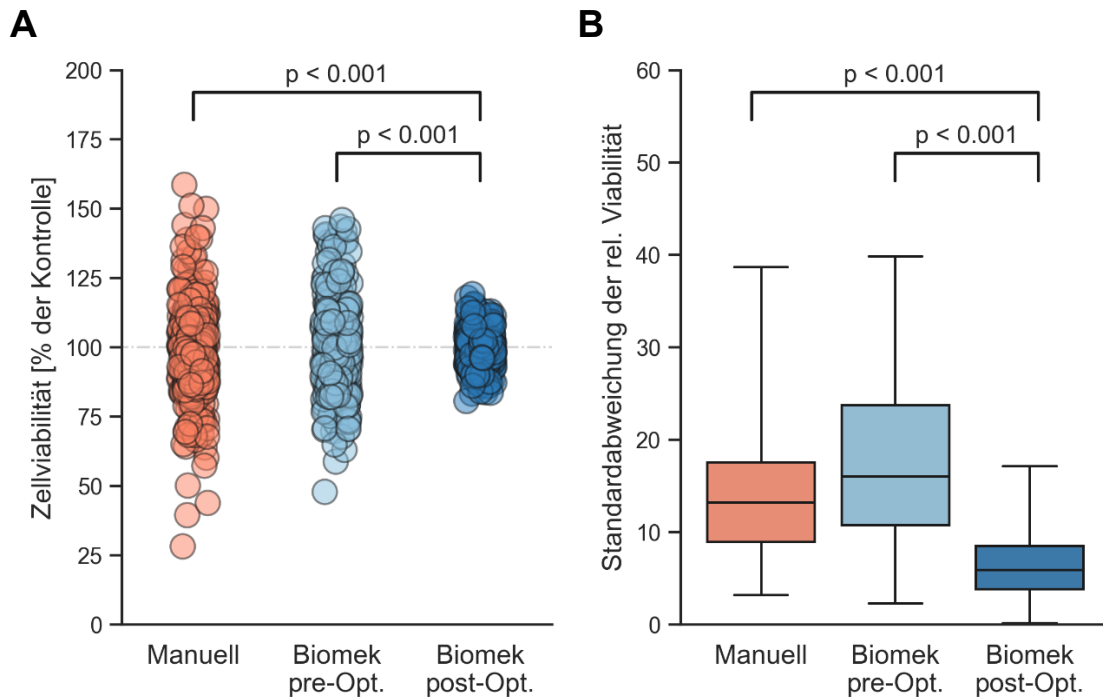 A
Zellviabilität [% der Kontrolle]
200
175
150
125
100
75
50
25
0
p < 0.001
p < 0.001
Manuell
Biomek
pre-Opt.
Biomek
post-Opt.
B
Standardabweichung der rel. Viabilität
60
50
40
30
20
10
0
p < 0.001
p < 0.001
Manuell
Biomek
pre-Opt.
Biomek
post-Opt.